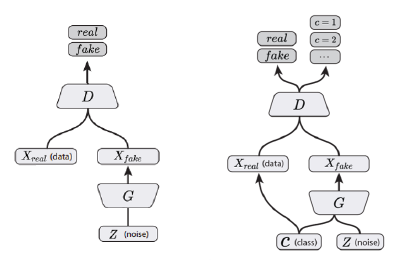 real
fake
D
X_real (data)
X_fake
G
Z (noise)
real
fake
c = 1
c = 2
...
D
X_real (data)
X_fake
G
C (class)
Z (noise)